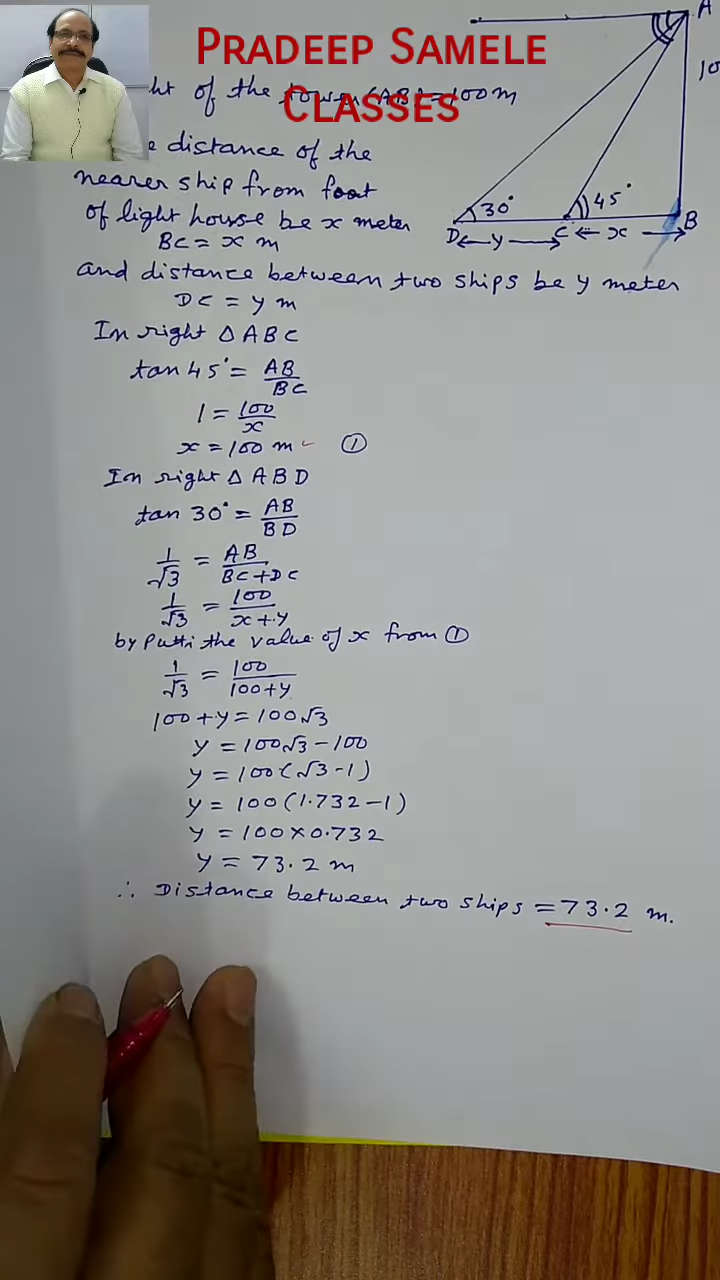 PRADEEP SAMELE
CLASSES
ht of the tower (AB) = 100 m
e distance of the
nearer ship from foot
of light house be x meter
BC = x m
and distance between two ships be y meter
DC = y m
In right △ ABC
tan 45° = AB/BC
1 = 100/x
x = 100 m ①
In right △ ABD
tan 30° = AB/BD
1/√3 = AB/BC+DC
1/√3 = 100/x+y
by putti the value of x from ①
1/√3 = 100/100+y
100+y = 100√3
y = 100√3 - 100
y = 100(√3-1)
y = 100(1.732-1)
y = 100×0.732
y = 73.2 m
∴ Distance between two ships = 73.2 m.
A
10
30° 45°
D C B
y x